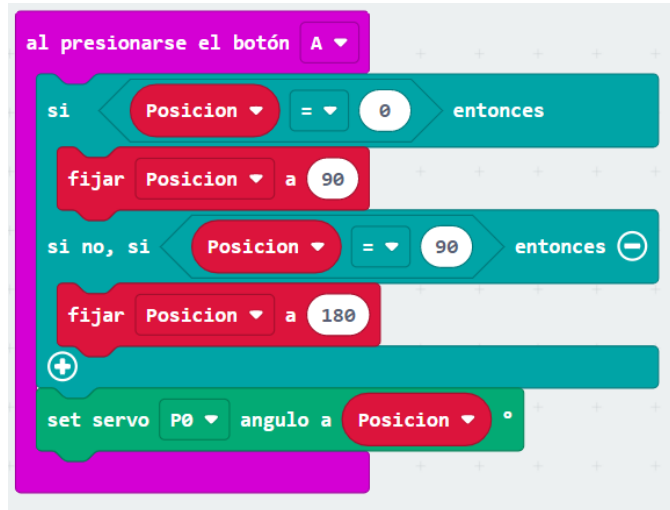 al presionarse el botón A
si Posicion = 0 entonces
fijar Posicion a 90
si no, si Posicion = 90 entonces
fijar Posicion a 180
set servo P0 angulo a Posicion °